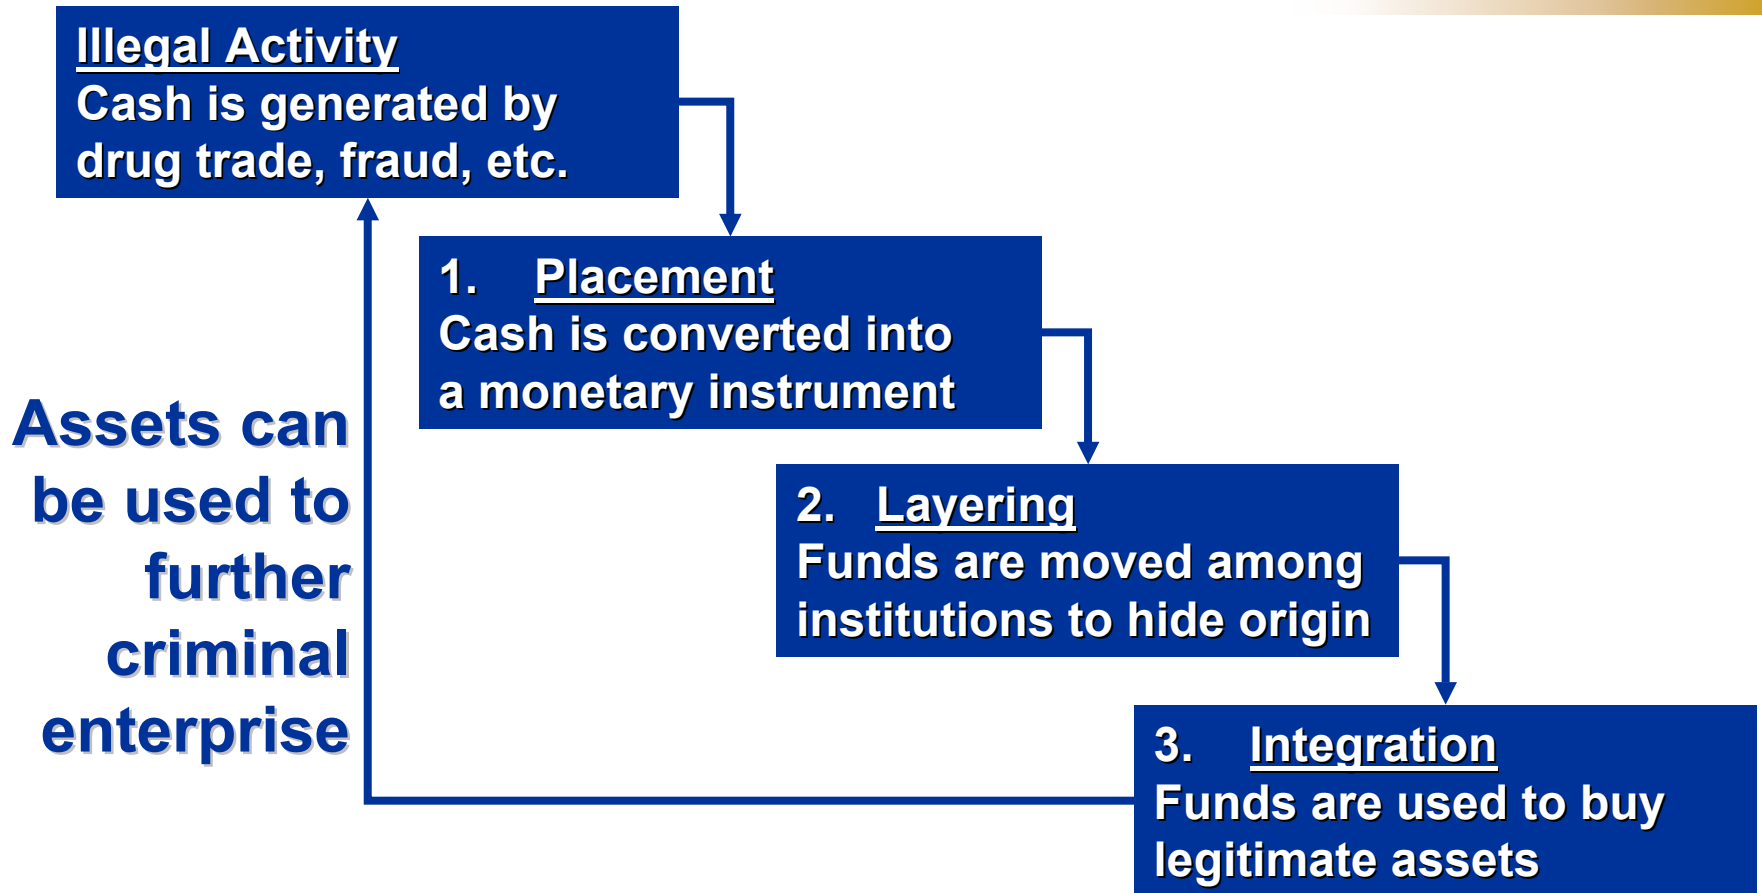 Illegal Activity
Cash is generated by
drug trade, fraud, etc.
1. Placement
Cash is converted into
a monetary instrument
Assets can
be used to
further
criminal
enterprise
2. Layering
Funds are moved among
institutions to hide origin
3. Integration
Funds are used to buy
legitimate assets